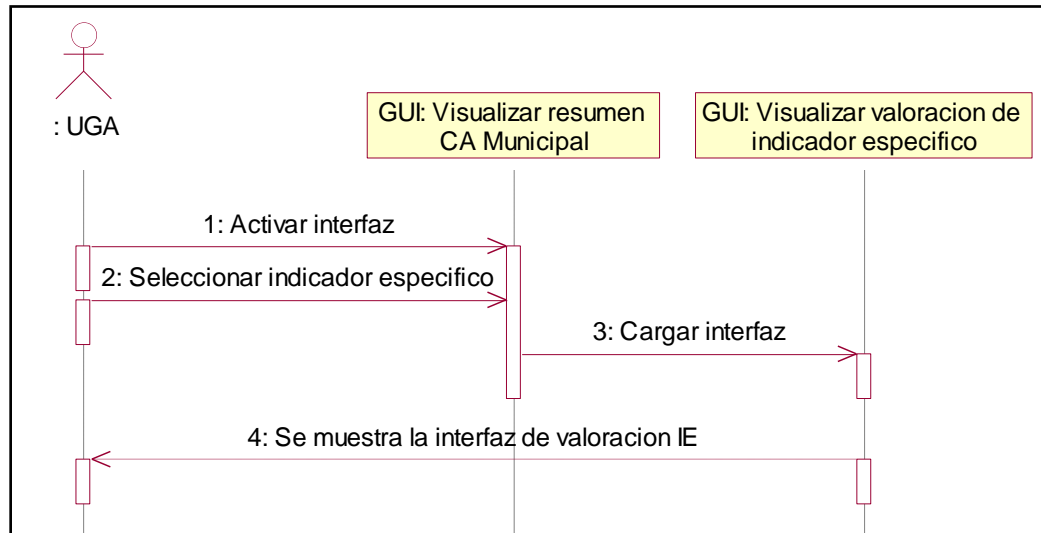 : UGA
GUI: Visualizar resumen
CA Municipal
GUI: Visualizar valoracion de
indicador especifico
1: Activar interfaz
2: Seleccionar indicador especifico
3: Cargar interfaz
4: Se muestra la interfaz de valoracion IE